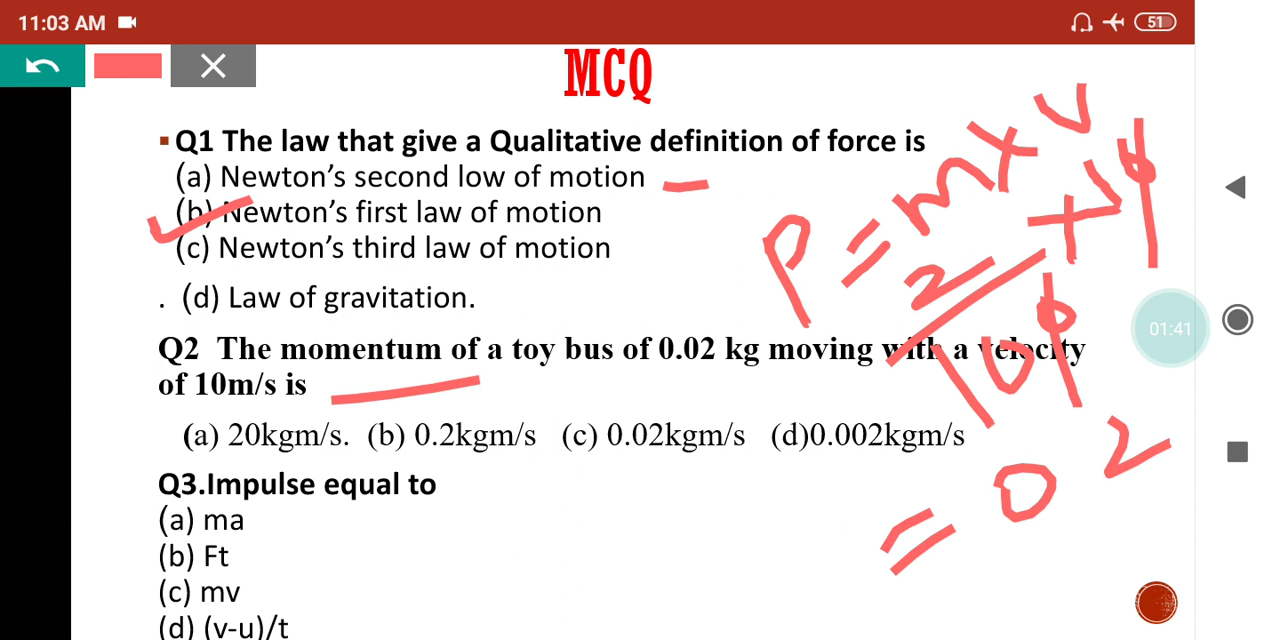 11:03 AM
51
MCQ
Q1 The law that give a Qualitative definition of force is
(a) Newton's second low of motion
(b) Newton's first law of motion
(c) Newton's third law of motion
. (d) Law of gravitation.
P = m x v
2 x 10
100
01:41
Q2 The momentum of a toy bus of 0.02 kg moving with a velocity
of 10m/s is
(a) 20kgm/s. (b) 0.2kgm/s (c) 0.02kgm/s (d)0.002kgm/s
= 0 2
Q3.Impulse equal to
(a) ma
(b) Ft
(c) mv
(d) (v-u)/t